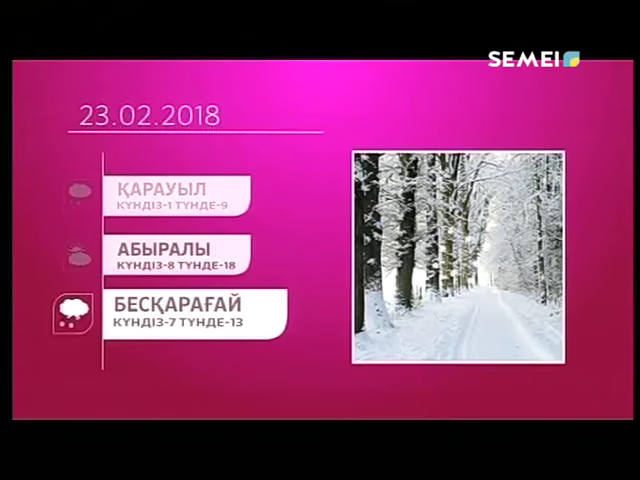 SEMEI
23.02.2018
ҚАРАУЫЛ
КҮНДІЗ-1 ТҮНДЕ-9
АБЫРАЛЫ
КҮНДІЗ-8 ТҮНДЕ-18
БЕСҚАРАҒАЙ
КҮНДІЗ-7 ТҮНДЕ-13